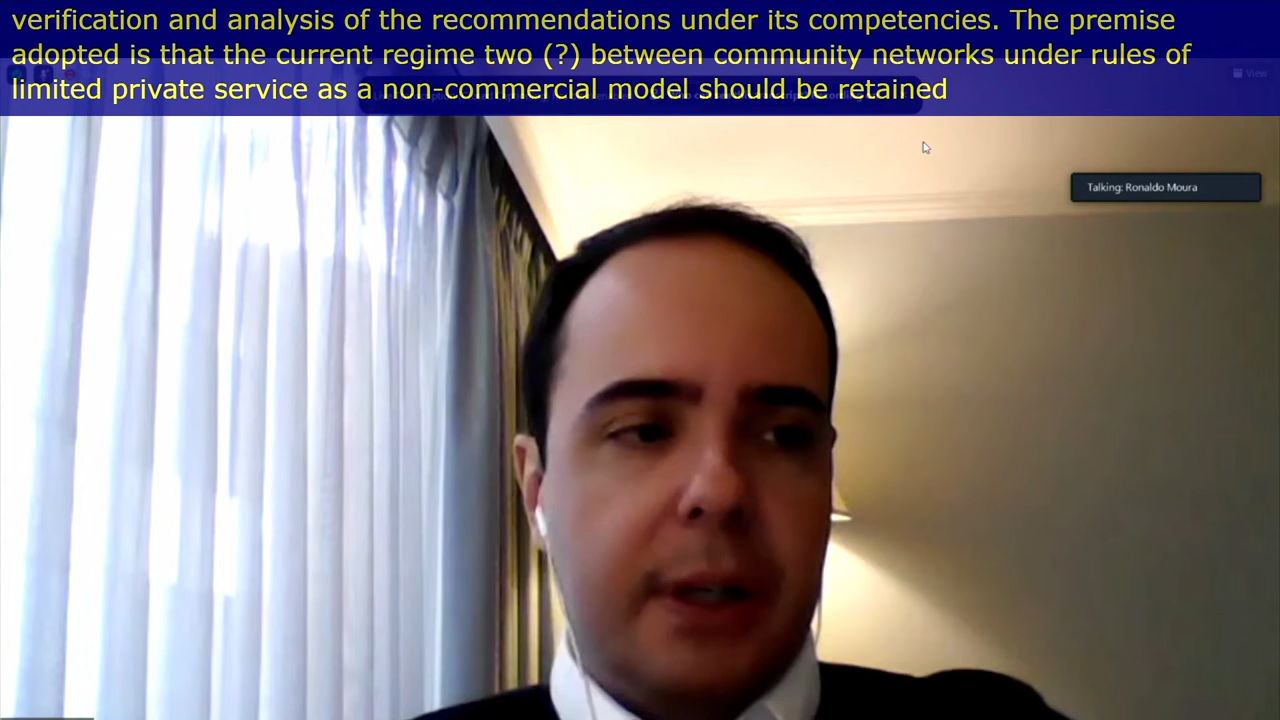 verification and analysis of the recommendations under its competencies. The premise
adopted is that the current regime two (?) between community networks under rules of
limited private service as a non-commercial model should be retained
View
Talking: Ronaldo Moura